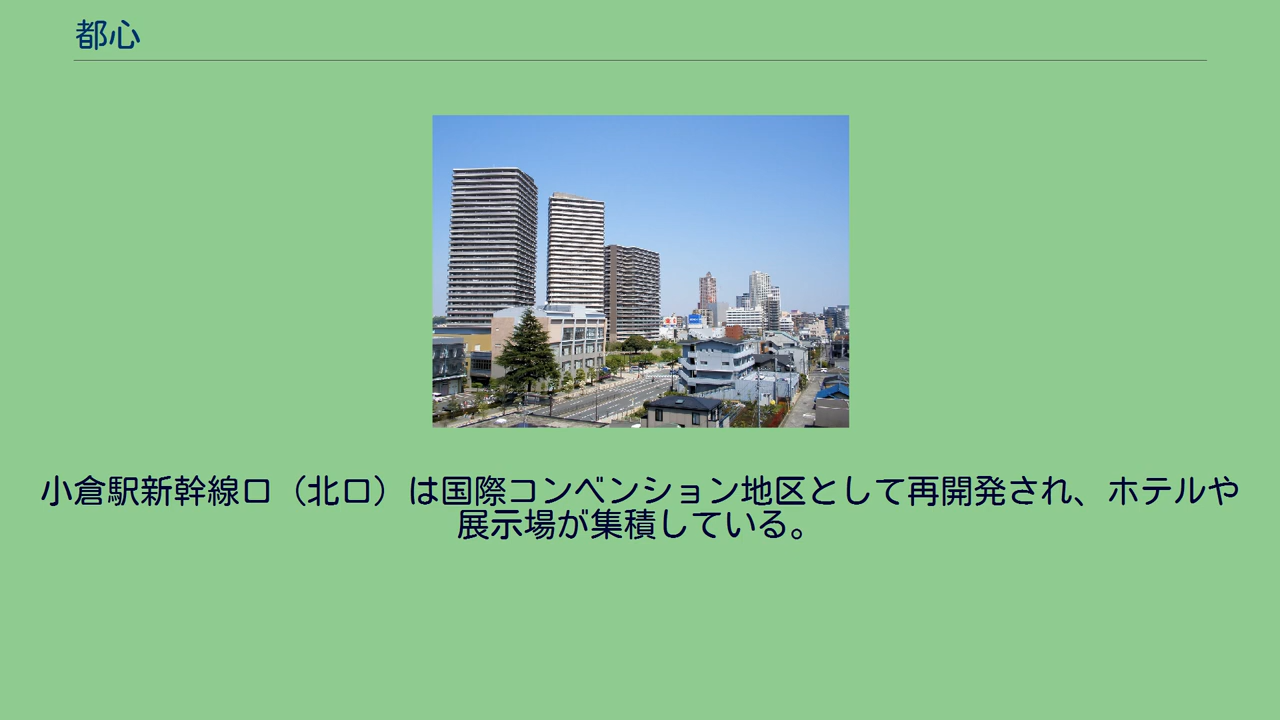 都心
小倉駅新幹線口（北口）は国際コンベンション地区として再開発され、ホテルや
展示場が集積している。